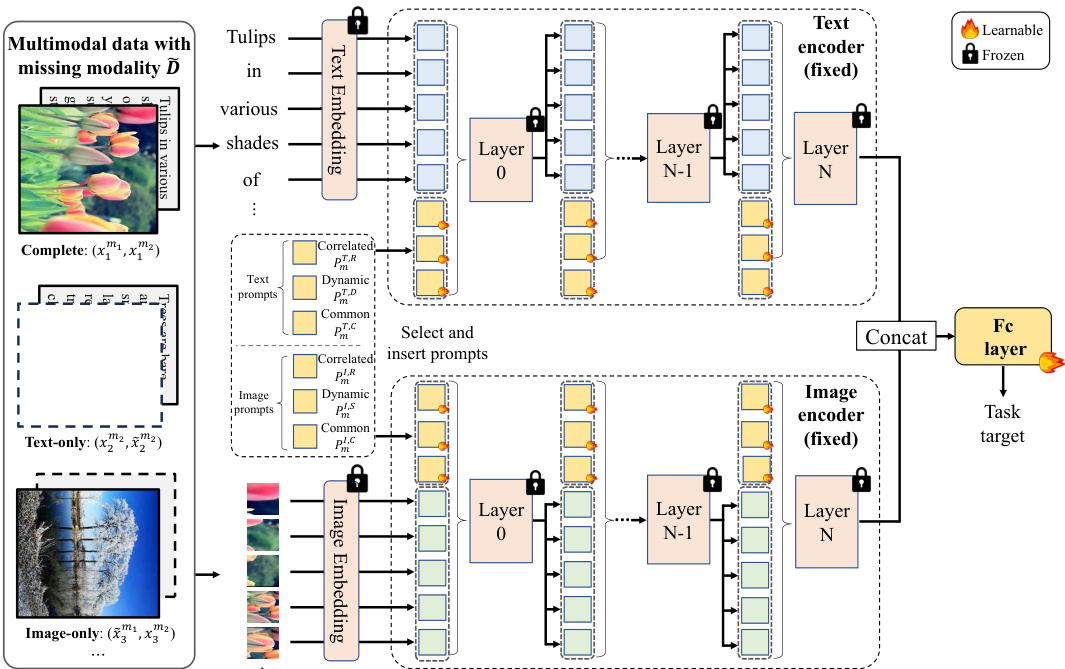 Multimodal data with
missing modality D̃
Tulips in various
Complete: (x_1^{m_1}, x_1^{m_2})
Text-only: (x_2^{m_2}, x̃_2^{m_2})
Image-only: (x̃_3^{m_1}, x_3^{m_2})
...
Tulips
in
various
shades
of
...
Text Embedding
Text
prompts
Correlated
P_m^{T,R}
Dynamic
P_m^{T,D}
Common
P_m^{T,C}
Image
prompts
Correlated
P_m^{I,R}
Dynamic
P_m^{I,S}
Common
P_m^{I,C}
Select and
insert prompts
Image Embedding
Layer
0
Layer
N-1
Layer
N
Text
encoder
(fixed)
Layer
0
Layer
N-1
Layer
N
Image
encoder
(fixed)
Learnable
Frozen
Concat
Fc
layer
Task
target